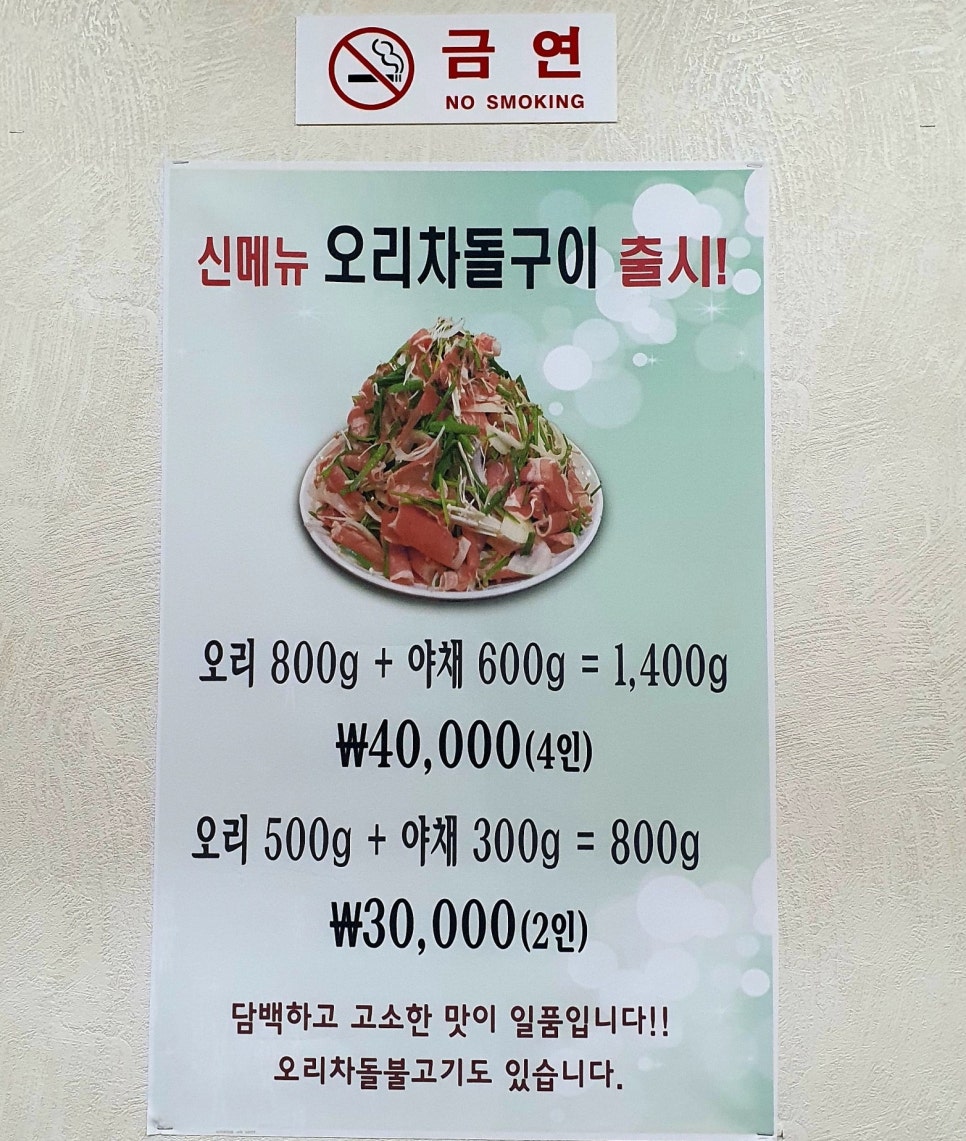 금 연
NO SMOKING
신메뉴 오리차돌구이 출시!
오리 800g + 야채 600g = 1,400g
₩40,000(4인)
오리 500g + 야채 300g = 800g
₩30,000(2인)
담백하고 고소한 맛이 일품입니다!!
오리차돌불고기도 있습니다.